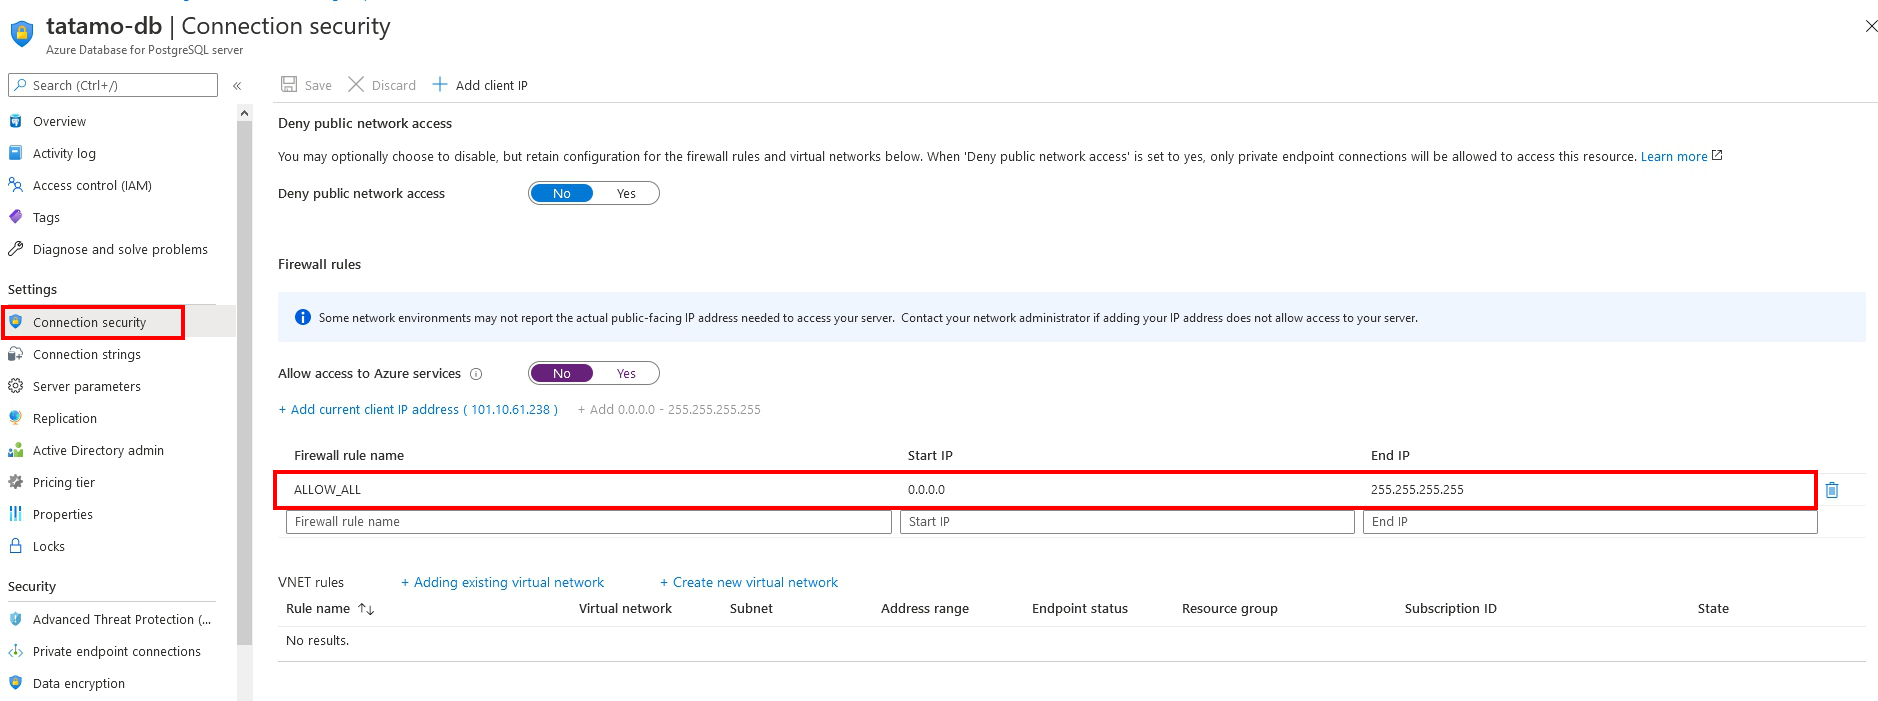 tatamo-db | Connection security
Azure Database for PostgreSQL server
Search (Ctrl+/)
«
Overview
Activity log
Access control (IAM)
Tags
Diagnose and solve problems
Settings
Connection security
Connection strings
Server parameters
Replication
Active Directory admin
Pricing tier
Properties
Locks
Security
Advanced Threat Protection (...
Private endpoint connections
Data encryption
Save Discard + Add client IP
Deny public network access
You may optionally choose to disable, but retain configuration for the firewall rules and virtual networks below. When 'Deny public network access' is set to yes, only private endpoint connections will be allowed to access this resource. Learn more
Deny public network access No Yes
Firewall rules
Some network environments may not report the actual public-facing IP address needed to access your server. Contact your network administrator if adding your IP address does not allow access to your server.
Allow access to Azure services No Yes
+ Add current client IP address ( 101.10.61.238 ) + Add 0.0.0.0 - 255.255.255.255
Firewall rule name Start IP End IP
ALLOW_ALL 0.0.0.0 255.255.255.255
Firewall rule name Start IP End IP
VNET rules + Adding existing virtual network + Create new virtual network
Rule name ↑↓ Virtual network Subnet Address range Endpoint status Resource group Subscription ID State
No results.